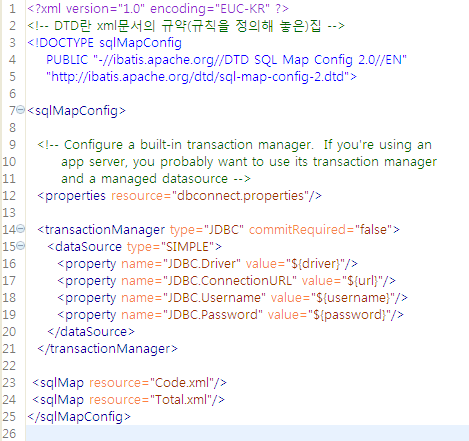 1 <?xml version="1.0" encoding="EUC-KR" ?>
2 <!-- DTD란 xml문서의 규약(규칙을 정의해 놓은)집 -->
3 <!DOCTYPE sqlMapConfig
4 PUBLIC "-//ibatis.apache.org//DTD SQL Map Config 2.0//EN"
5 "http://ibatis.apache.org/dtd/sql-map-config-2.dtd">
6
7 <sqlMapConfig>
8
9 <!-- Configure a built-in transaction manager. If you're using an
10 app server, you probably want to use its transaction manager
11 and a managed datasource -->
12 <properties resource="dbconnect.properties"/>
13
14 <transactionManager type="JDBC" commitRequired="false">
15 <dataSource type="SIMPLE">
16 <property name="JDBC.Driver" value="${driver}"/>
17 <property name="JDBC.ConnectionURL" value="${url}"/>
18 <property name="JDBC.Username" value="${username}"/>
19 <property name="JDBC.Password" value="${password}"/>
20 </dataSource>
21 </transactionManager>
22
23 <sqlMap resource="Code.xml"/>
24 <sqlMap resource="Total.xml"/>
25 </sqlMapConfig>
26